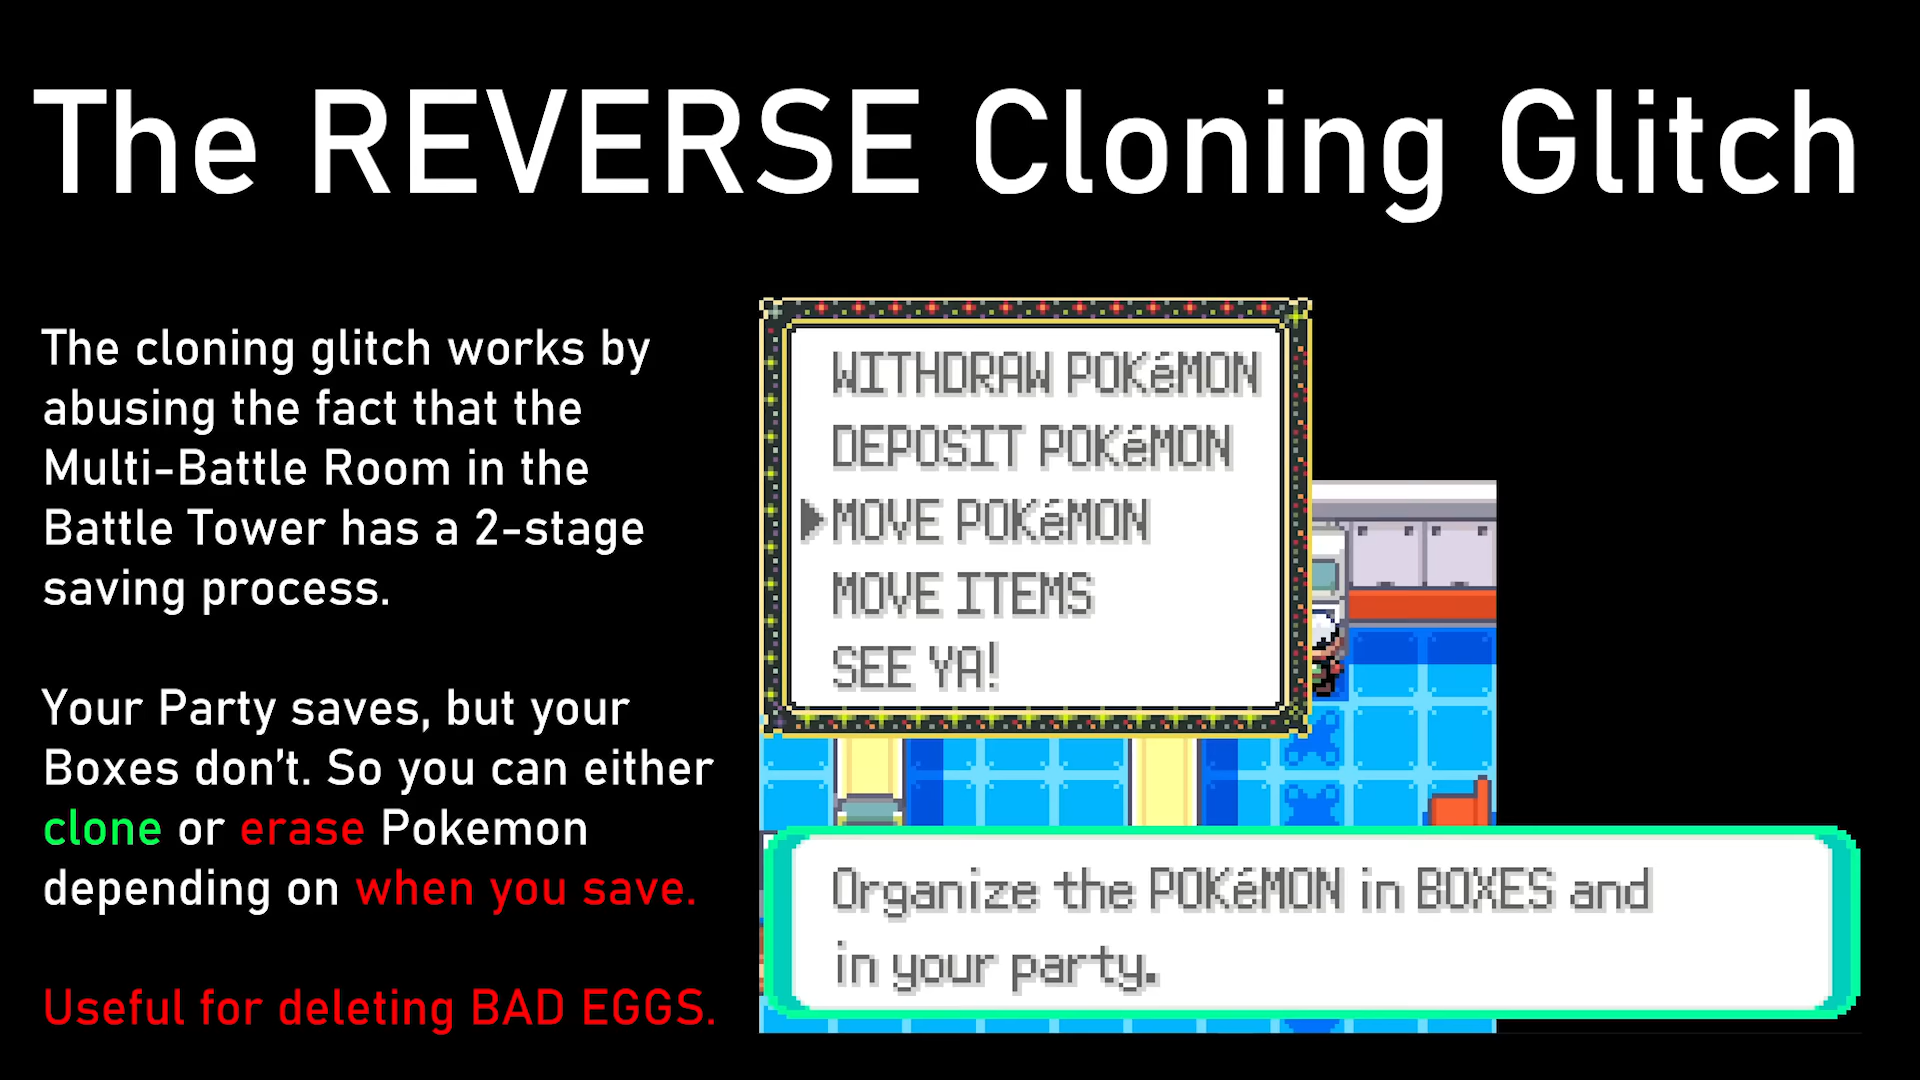 The REVERSE Cloning Glitch
The cloning glitch works by
abusing the fact that the
Multi-Battle Room in the
Battle Tower has a 2-stage
saving process.
Your Party saves, but your
Boxes don't. So you can either
clone or erase Pokemon
depending on when you save.
Useful for deleting BAD EGGS.
WITHDRAW POKéMON
DEPOSIT POKéMON
MOVE POKéMON
MOVE ITEMS
SEE YA!
Organize the POKéMON in BOXES and
in your party.